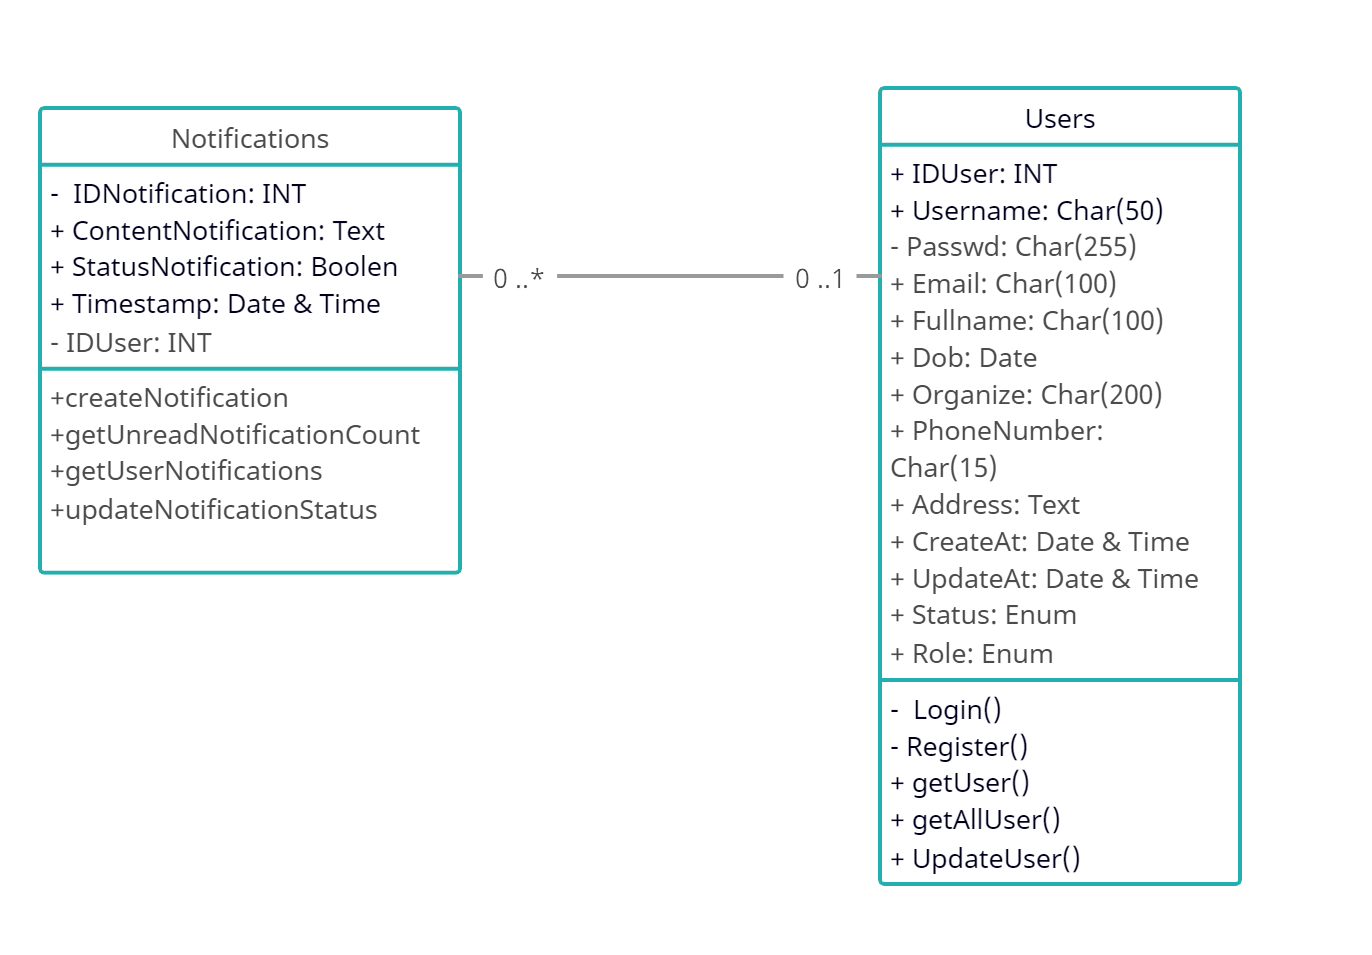 Notifications
-  IDNotification: INT
+ ContentNotification: Text
+ StatusNotification: Boolen
+ Timestamp: Date & Time
- IDUser: INT
+createNotification
+getUnreadNotificationCount
+getUserNotifications
+updateNotificationStatus
0 ..*
0 ..1
Users
+ IDUser: INT
+ Username: Char(50)
- Passwd: Char(255)
+ Email: Char(100)
+ Fullname: Char(100)
+ Dob: Date
+ Organize: Char(200)
+ PhoneNumber:
Char(15)
+ Address: Text
+ CreateAt: Date & Time
+ UpdateAt: Date & Time
+ Status: Enum
+ Role: Enum
-  Login()
- Register()
+ getUser()
+ getAllUser()
+ UpdateUser()